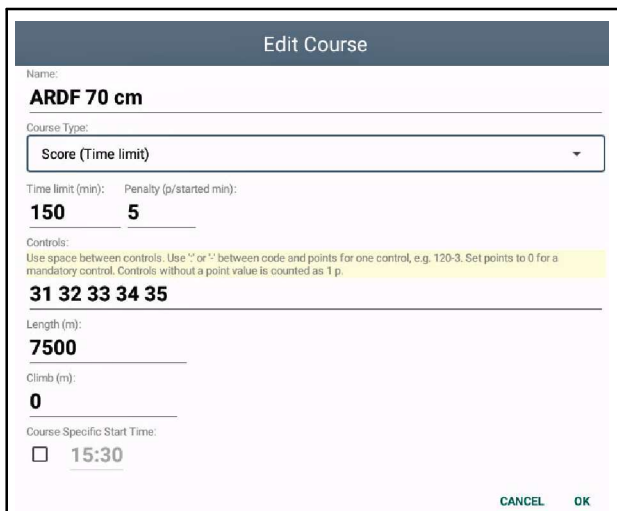 Edit Course
Name:
ARDF 70 cm
Course Type:
Score (Time limit)
Time limit (min): Penalty (p/started min):
150 5
Controls:
Use space between controls. Use ':' or '-' between code and points for one control, e.g. 120-3. Set points to 0 for a
mandatory control. Controls without a point value is counted as 1 p.
31 32 33 34 35
Length (m):
7500
Climb (m):
0
Course Specific Start Time:
15:30
CANCEL OK